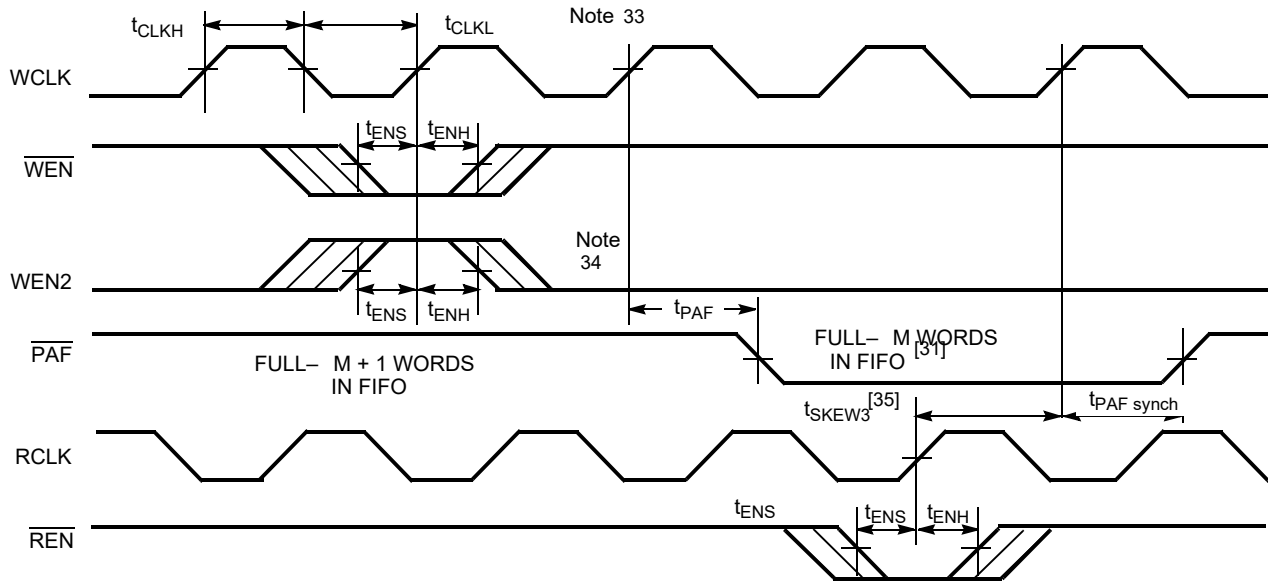 Note 33
tCLKH
tCLKL
WCLK
tENS
tENH
WEN
Note
34
WEN2
tENS
tENH
tPAF
PAF
FULL– M + 1 WORDS
IN FIFO
FULL– M WORDS
IN FIFO [31]
tSKEW3 [35]
tPAF synch
RCLK
tENS
tENS
tENH
REN